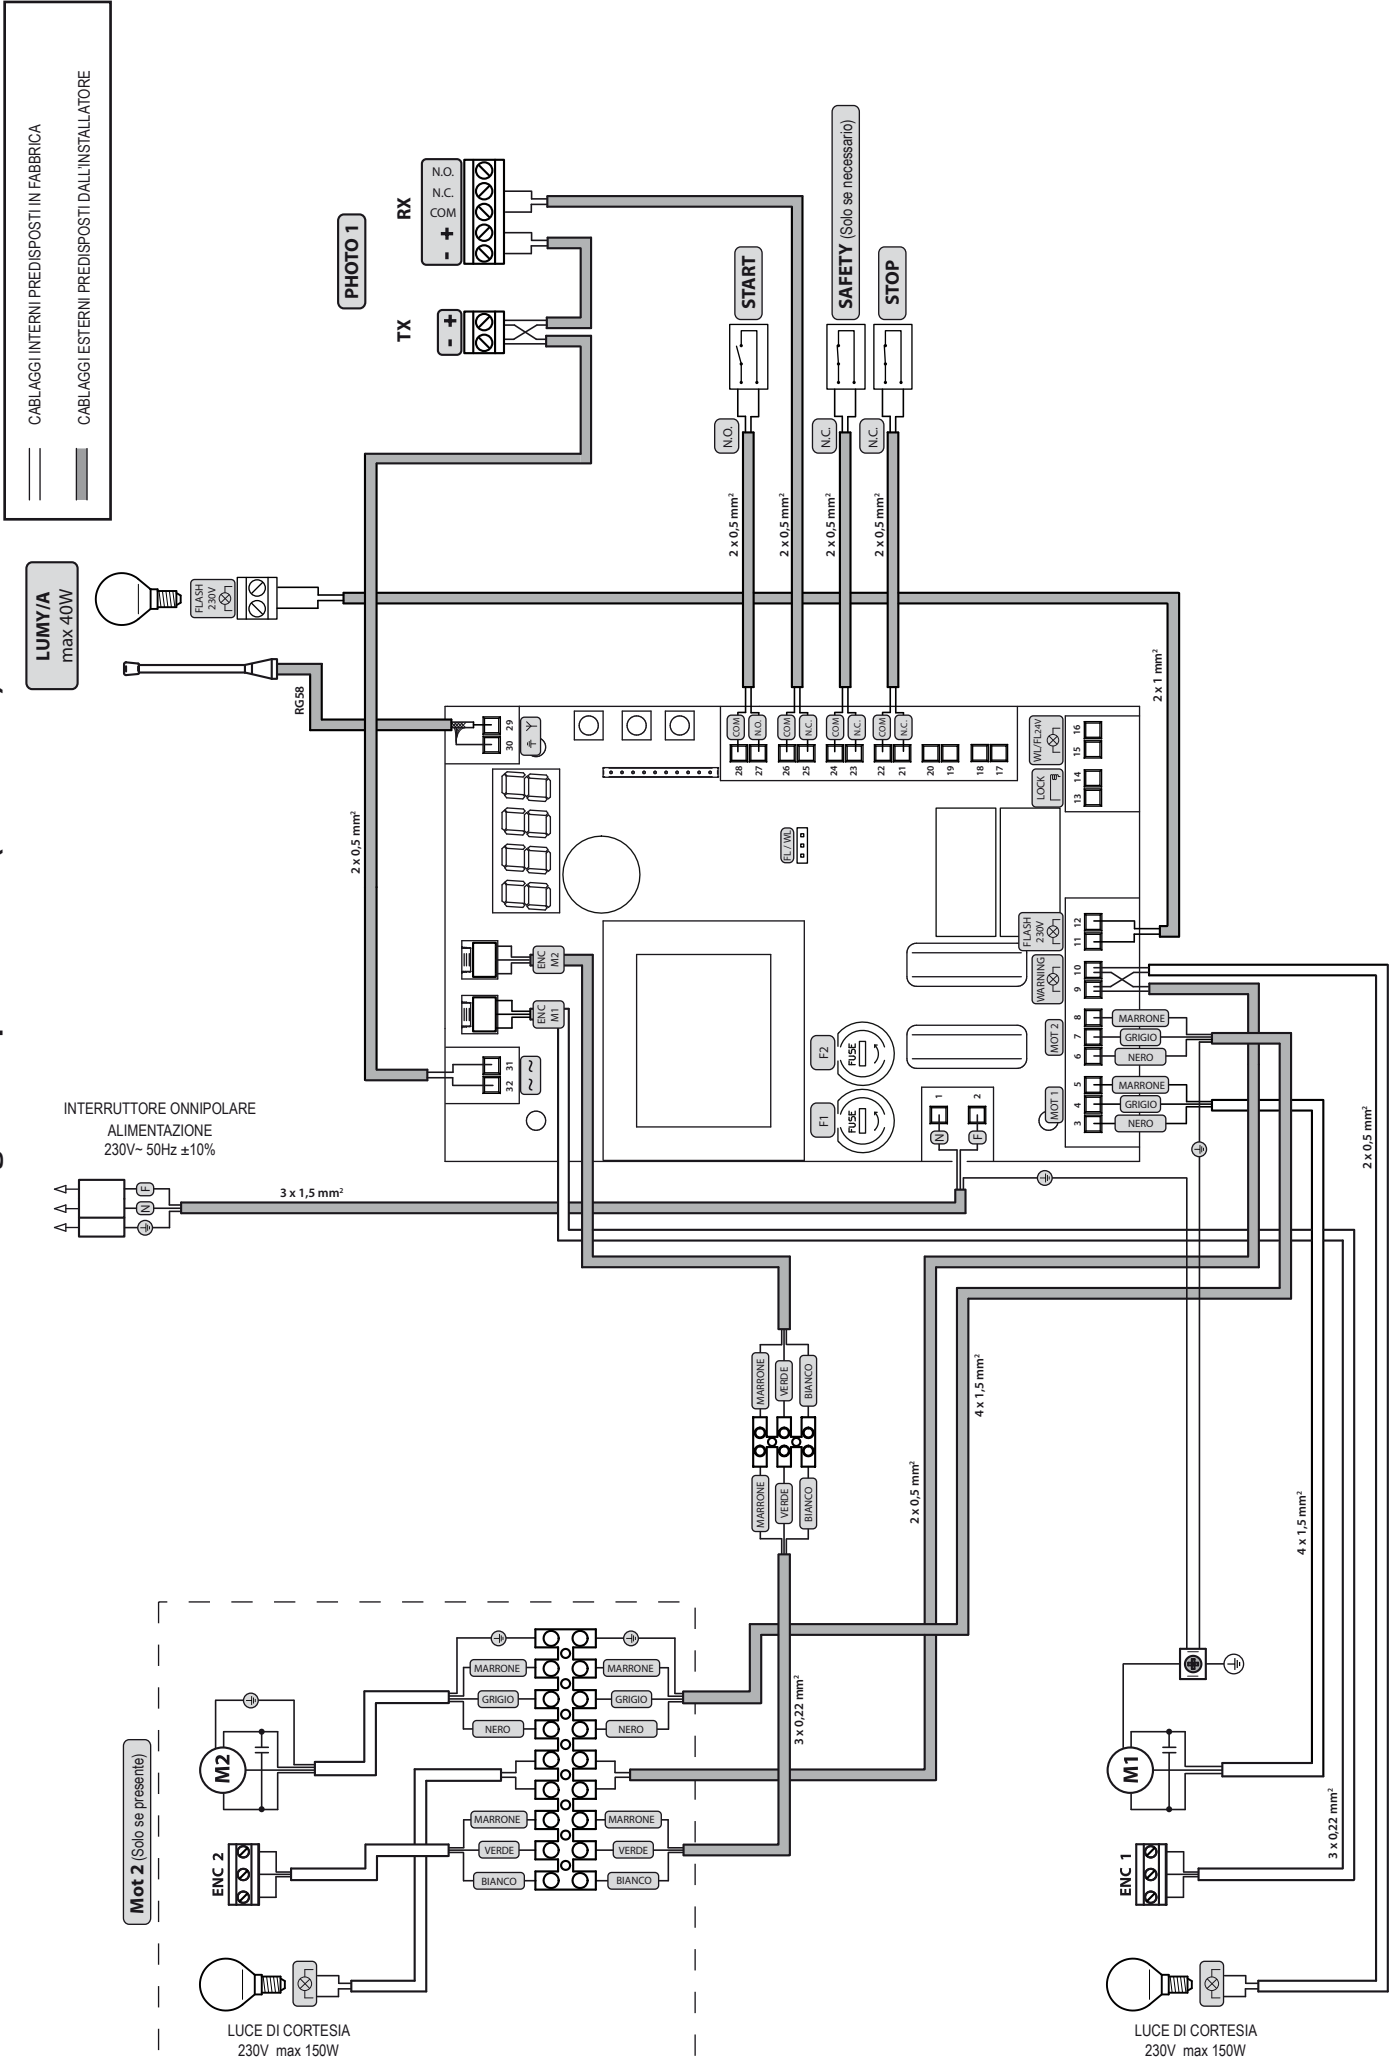 CABLAGGI INTERNI PREDISPOSTI IN FABBRICA
CABLAGGI ESTERNI PREDISPOSTI DALL'INSTALLATORE
LUMY/A
max 40W
FLASH
230V
RG58
PHOTO 1
RX
N.O.
N.C.
COM
- +
TX
- +
START
SAFETY (Solo se necessario)
STOP
N.O.
N.C.
N.C.
2 x 0,5 mm²
2 x 0,5 mm²
2 x 0,5 mm²
2 x 0,5 mm²
2 x 1 mm²
2 x 0,5 mm²
29
30
COM
N.O.
COM
N.C.
COM
N.C.
COM
N.C.
28
27
26
25
24
23
22
21
20
19
18
17
WL/FL24V
16
15
LOCK
14
13
FL / WL
FLASH
230V
12
11
WARNING
10
9
MOT 2
8
7
6
MARRONE
GRIGIO
NERO
MOT 1
5
4
3
MARRONE
GRIGIO
NERO
ENC
M2
ENC
M1
31
32
~ ~
F2
FUSE
F1
FUSE
1
2
N
F
INTERRUTTORE ONNIPOLARE
ALIMENTAZIONE
230V~ 50Hz ±10%
F
N
3 x 1,5 mm²
2 x 0,5 mm²
MARRONE
VERDE
BIANCO
MARRONE
VERDE
BIANCO
4 x 1,5 mm²
2 x 0,5 mm²
4 x 1,5 mm²
3 x 0,22 mm²
3 x 0,22 mm²
Mot 2 (Solo se presente)
M2
ENC 2
MARRONE
GRIGIO
NERO
MARRONE
VERDE
BIANCO
MARRONE
GRIGIO
NERO
MARRONE
VERDE
BIANCO
M1
ENC 1
LUCE DI CORTESIA
230V max 150W
LUCE DI CORTESIA
230V max 150W